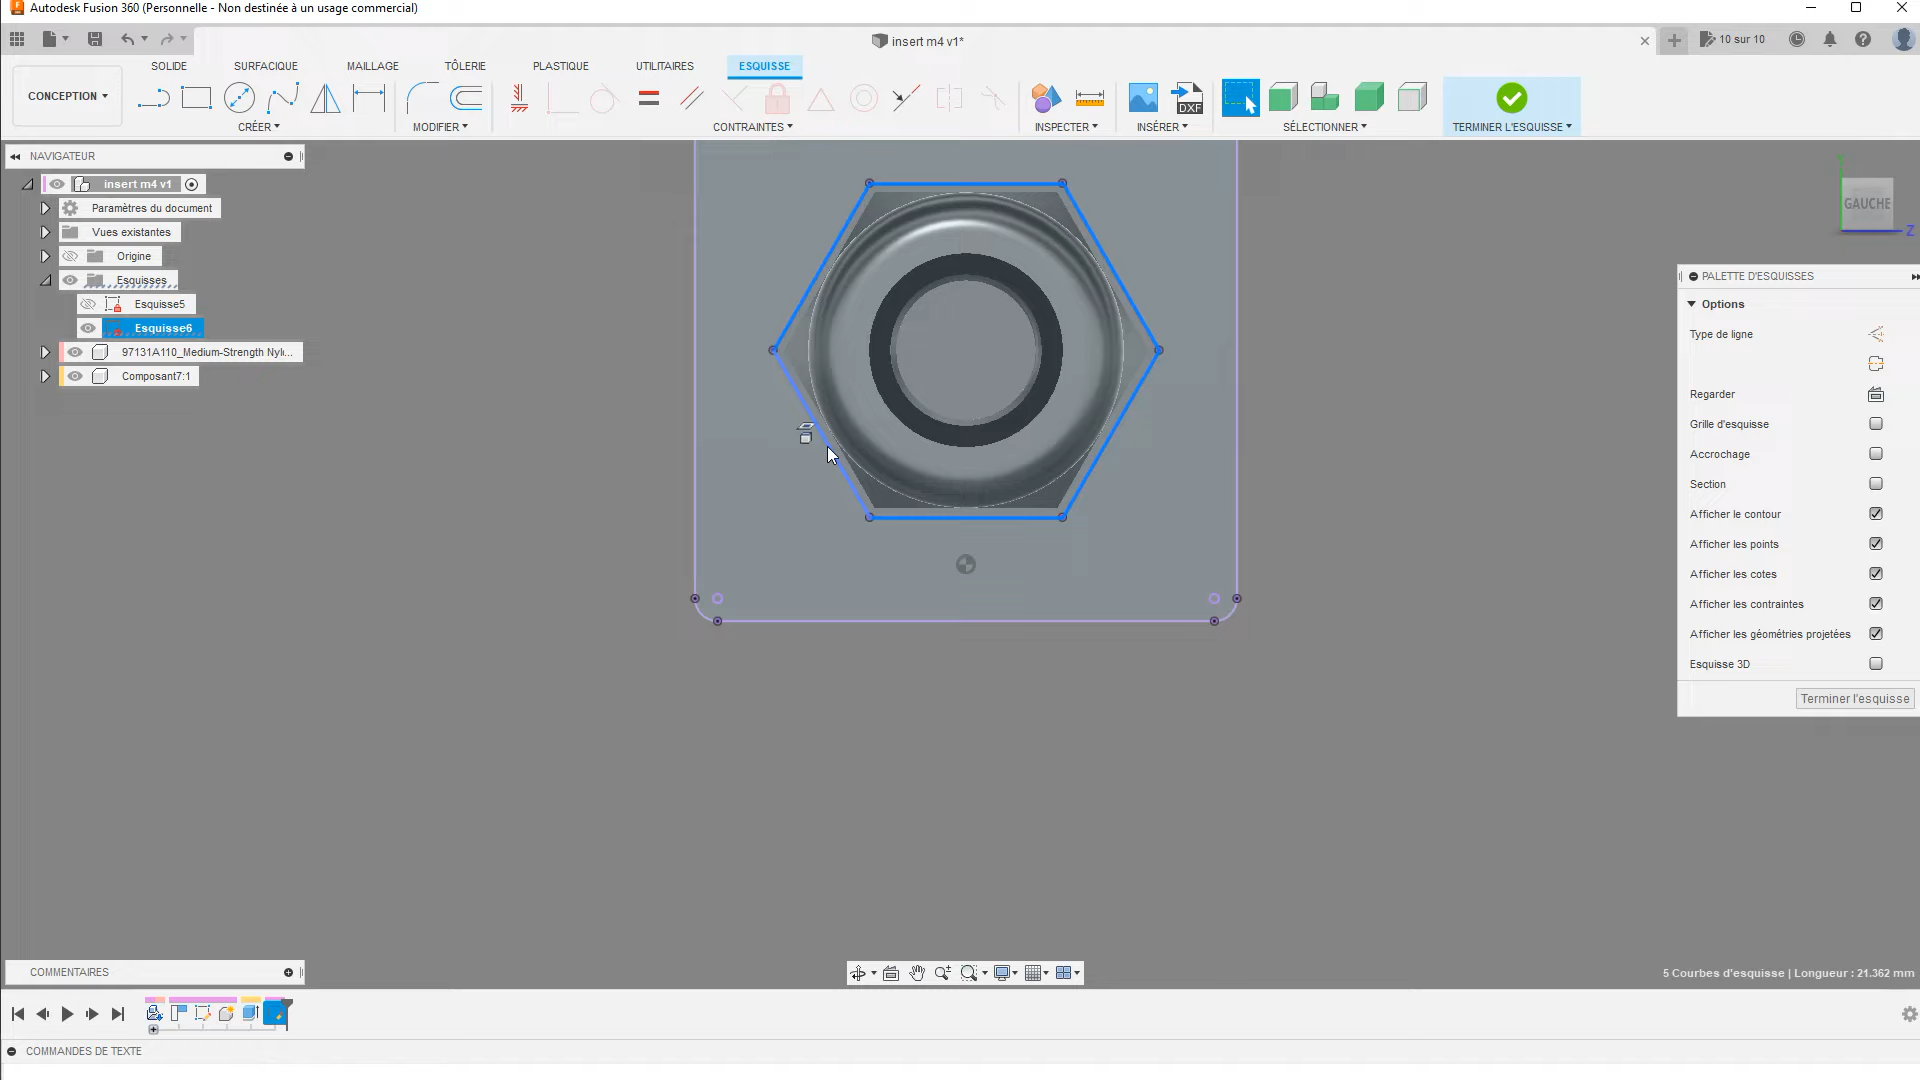 Autodesk Fusion 360 (Personnelle - Non destinée à un usage commercial)
insert m4 v1*
10 sur 10
SOLIDE SURFACIQUE MAILLAGE TÔLERIE PLASTIQUE UTILITAIRES ESQUISSE
CONCEPTION
DXF
CRÉER MODIFIER CONTRAINTES INSPECTER INSÉRER SÉLECTIONNER TERMINER L'ESQUISSE
NAVIGATEUR
insert m4 v1
Paramètres du document
Vues existantes
Origine
Esquisses
Esquisse5
Esquisse6
97131A110_Medium-Strength Nyl...
Composant7:1
Y
GAUCHE
Z
PALETTE D'ESQUISSES
Options
Type de ligne
Regarder
Grille d'esquisse
Accrochage
Section
Afficher le contour
Afficher les points
Afficher les cotes
Afficher les contraintes
Afficher les géométries projetées
Esquisse 3D
Terminer l'esquisse
COMMENTAIRES
5 Courbes d'esquisse | Longueur : 21.362 mm
COMMANDES DE TEXTE